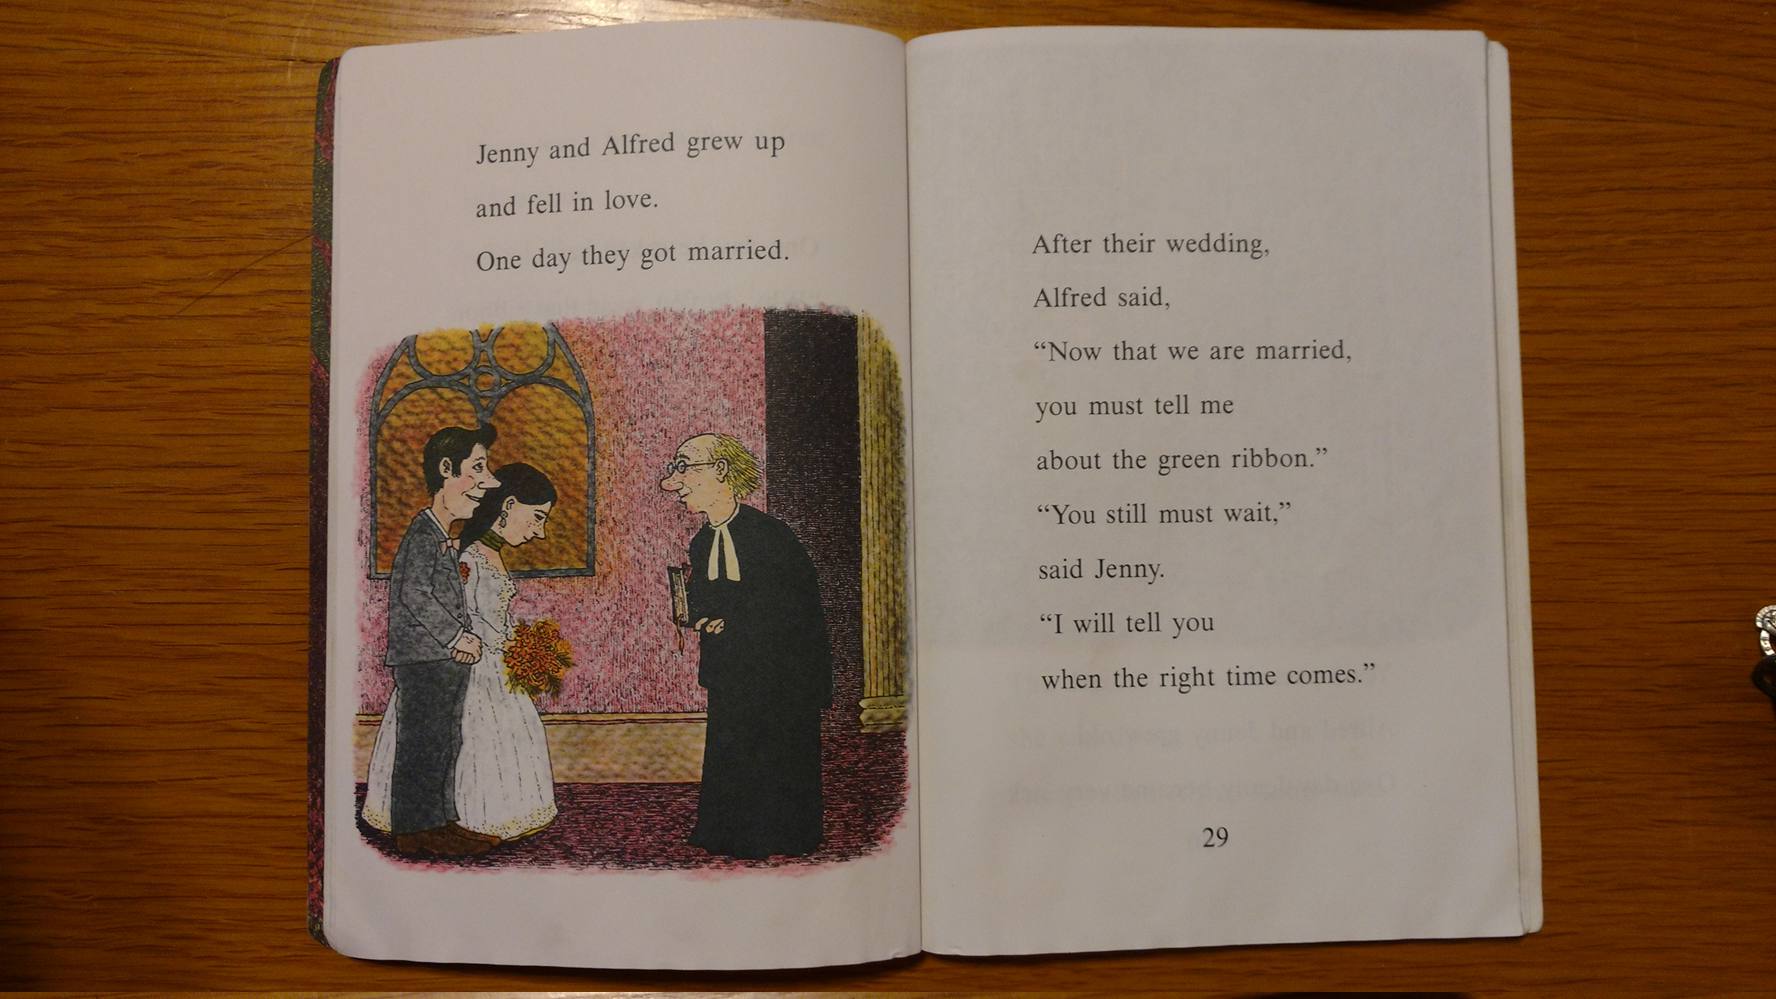 Jenny and Alfred grew up
and fell in love.
One day they got married.
After their wedding,
Alfred said,
“Now that we are married,
you must tell me
about the green ribbon.”
“You still must wait,”
said Jenny.
“I will tell you
when the right time comes.”
29